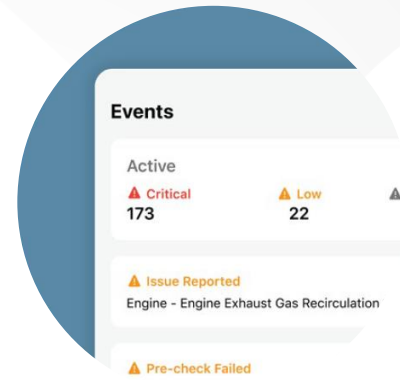 Events
Active
Critical Low
173 22
Issue Reported
Engine - Engine Exhaust Gas Recirculation
Pre-check Failed